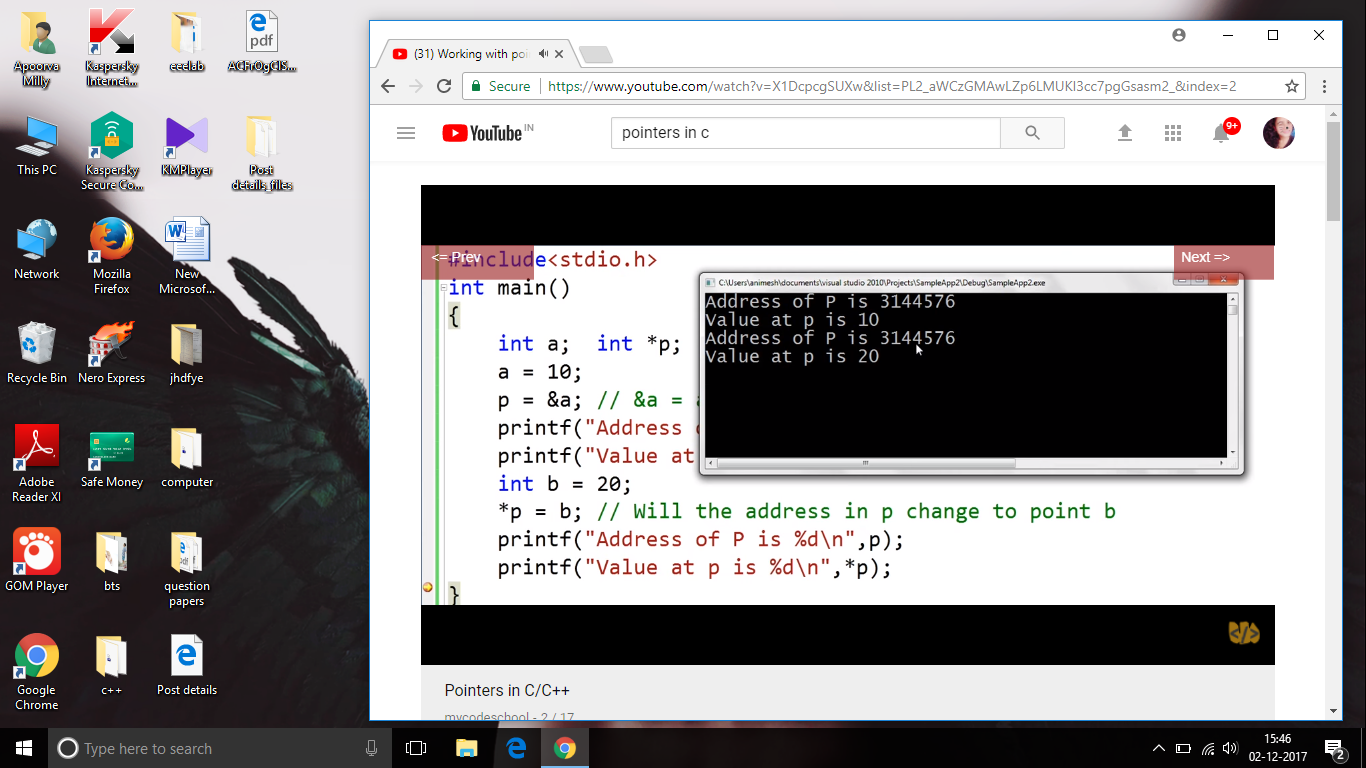 Apoorva Milly
Kaspersky Internet...
eeelab
ACFrOgCIS...
This PC
Kaspersky Secure Co...
KMPlayer
Post details_files
Network
Mozilla Firefox
New Microsof...
Recycle Bin
Nero Express
jhdfye
Adobe Reader XI
Safe Money
computer
GOM Player
bts
question papers
Google Chrome
c++
Post details
(31) Working with poi
Secure
https://www.youtube.com/watch?v=X1DcpcgSUXw&list=PL2_aWCzGMAwLZp6LMUKI3cc7pgGsasm2_&index=2
YouTube IN
pointers in c
9+
<= Prev
Next =>
#include<stdio.h>
int main()
{
int a;  int *p;
a = 10;
p = &a; // &a =
printf("Address
printf("Value at
int b = 20;
*p = b; // Will the address in p change to point b
printf("Address of P is %d\n",p);
printf("Value at p is %d\n",*p);
}
C:\Users\animesh\documents\visual studio 2010\Projects\SampleApp2\Debug\SampleApp2.exe
Address of P is 3144576
Value at p is 10
Address of P is 3144576
Value at p is 20
</>
Pointers in C/C++
mycodeschool - 2 / 17
Type here to search
15:46
02-12-2017
2